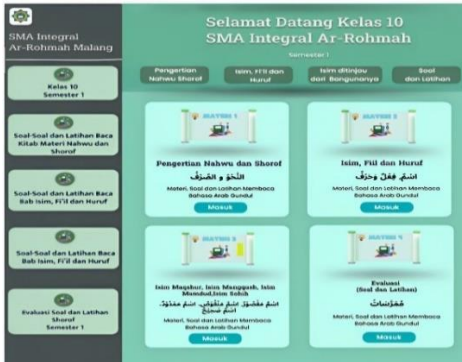 SMA Integral
Ar-Rohmah Malang
Kelas 10
Semester 1
Soal-Soal dan Latihan Baca
Kitab Materi Nahwu dan
Shorof
Soal-Soal dan Latihan Baca
Bab Isim, Fi'il dan Huruf
Soal-Soal dan Latihan Baca
Bab Isim, Fi'il dan Huruf
Evaluasi Soal dan Latihan
Shorof
Semester 1
Selamat Datang Kelas 10
SMA Integral Ar-Rohmah
Semester 1
Pengertian
Nahwu Shorof
Isim, Fi'il dan
Huruf
Isim ditinjau
dari Bangunanya
Soal
dan Latihan
MATERI 1
Pengertian Nahwu dan Shorof
النَّحْوُ و الصَّرْفُ
Materi, Soal dan Latihan Membaca
Bahasa Arab Gundul
Masuk
MATERI 2
Isim, Fiil dan Huruf
اسْمٌ، فِعْلٌ وَحَرْفٌ
Materi, Soal dan Latihan Membaca
Bahasa Arab Gundul
Masuk
MATERI 3
Isim Maqshur, Isim Manqush, Isim
Mamdud, Isim Shoih
Materi, Soal dan Latihan Membaca
Bahasa Arab Gundul
Masuk
MATERI 4
Evaluasi
(Soal dan Latihan)
Materi, Soal dan Latihan Membaca
Bahasa Arab Gundul
Masuk